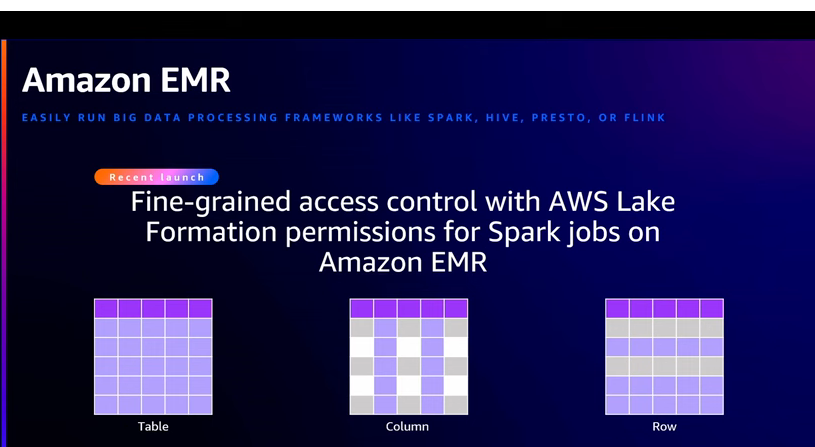 Amazon EMR
EASILY RUN BIG DATA PROCESSING FRAMEWORKS LIKE SPARK, HIVE, PRESTO, OR FLINK
Recent launch
Fine-grained access control with AWS Lake
Formation permissions for Spark jobs on
Amazon EMR
Table
Column
Row